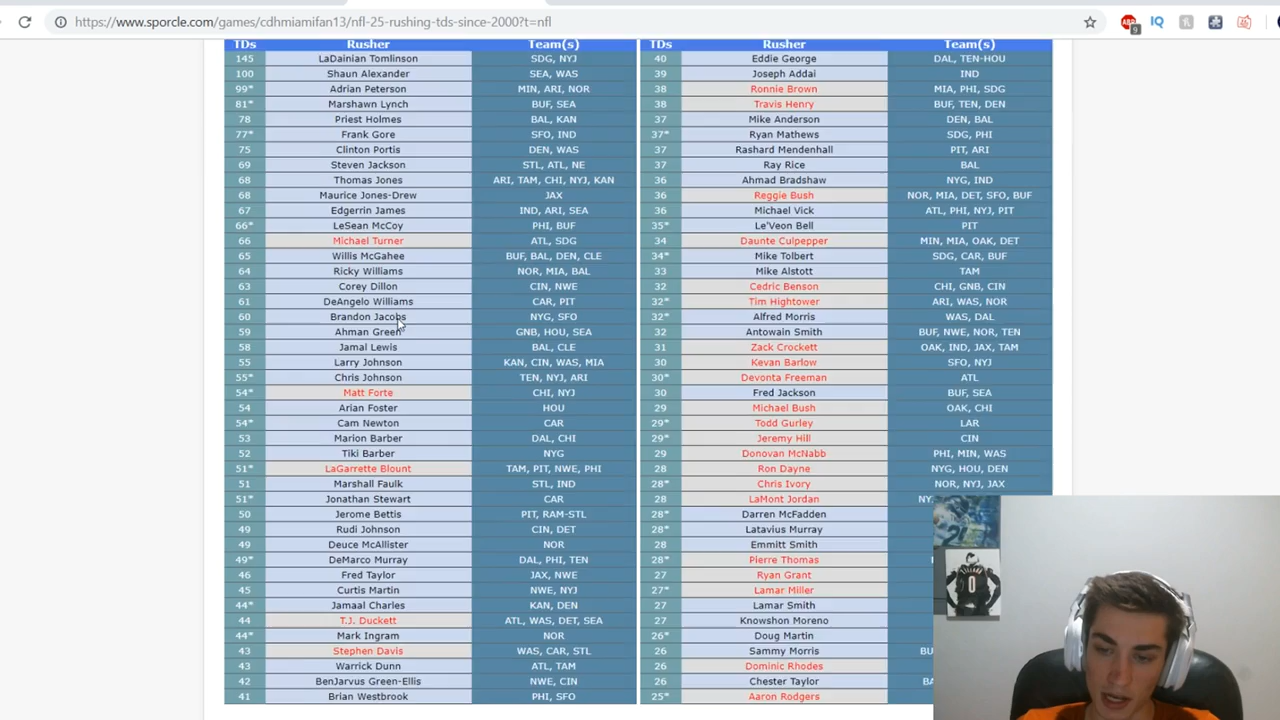 https://www.sporcle.com/games/cdhmiamifan13/nfl-25-rushing-tds-since-2000?t=nfl
ABP
9
IQ
TDs Rusher Team(s)
145 LaDainian Tomlinson SDG, NYJ
100 Shaun Alexander SEA, WAS
99* Adrian Peterson MIN, ARI, NOR
81* Marshawn Lynch BUF, SEA
78 Priest Holmes BAL, KAN
77* Frank Gore SFO, IND
75 Clinton Portis DEN, WAS
69 Steven Jackson STL, ATL, NE
68 Thomas Jones ARI, TAM, CHI, NYJ, KAN
68 Maurice Jones-Drew JAX
67 Edgerrin James IND, ARI, SEA
66* LeSean McCoy PHI, BUF
66 Michael Turner ATL, SDG
65 Willis McGahee BUF, BAL, DEN, CLE
64 Ricky Williams NOR, MIA, BAL
63 Corey Dillon CIN, NWE
61 DeAngelo Williams CAR, PIT
60 Brandon Jacobs NYG, SFO
59 Ahman Green GNB, HOU, SEA
58 Jamal Lewis BAL, CLE
55 Larry Johnson KAN, CIN, WAS, MIA
55* Chris Johnson TEN, NYJ, ARI
54* Matt Forte CHI, NYJ
54 Arian Foster HOU
54* Cam Newton CAR
53 Marion Barber DAL, CHI
52 Tiki Barber NYG
51* LaGarrette Blount TAM, PIT, NWE, PHI
51 Marshall Faulk STL, IND
51* Jonathan Stewart CAR
50 Jerome Bettis PIT, RAM-STL
49 Rudi Johnson CIN, DET
49 Deuce McAllister NOR
49* DeMarco Murray DAL, PHI, TEN
46 Fred Taylor JAX, NWE
45 Curtis Martin NWE, NYJ
44* Jamaal Charles KAN, DEN
44 T.J. Duckett ATL, WAS, DET, SEA
44* Mark Ingram NOR
43 Stephen Davis WAS, CAR, STL
43 Warrick Dunn ATL, TAM
42 BenJarvus Green-Ellis NWE, CIN
41 Brian Westbrook PHI, SFO
TDs Rusher Team(s)
40 Eddie George DAL, TEN-HOU
39 Joseph Addai IND
38 Ronnie Brown MIA, PHI, SDG
38 Travis Henry BUF, TEN, DEN
37 Mike Anderson DEN, BAL
37* Ryan Mathews SDG, PHI
37 Rashard Mendenhall PIT, ARI
37 Ray Rice BAL
36 Ahmad Bradshaw NYG, IND
36 Reggie Bush NOR, MIA, DET, SFO, BUF
36 Michael Vick ATL, PHI, NYJ, PIT
35* Le'Veon Bell PIT
34 Daunte Culpepper MIN, MIA, OAK, DET
34* Mike Tolbert SDG, CAR, BUF
33 Mike Alstott TAM
32 Cedric Benson CHI, GNB, CIN
32* Tim Hightower ARI, WAS, NOR
32* Alfred Morris WAS, DAL
32 Antowain Smith BUF, NWE, NOR, TEN
31 Zack Crockett OAK, IND, JAX, TAM
30 Kevan Barlow SFO, NYJ
30* Devonta Freeman ATL
30 Fred Jackson BUF, SEA
29 Michael Bush OAK, CHI
29* Todd Gurley LAR
29* Jeremy Hill CIN
29 Donovan McNabb PHI, MIN, WAS
28 Ron Dayne NYG, HOU, DEN
28* Chris Ivory NOR, NYJ, JAX
28 LaMont Jordan NY
28* Darren McFadden
28* Latavius Murray
28 Emmitt Smith
28* Pierre Thomas
27 Ryan Grant
27* Lamar Miller
27 Lamar Smith
27 Knowshon Moreno
26* Doug Martin
26 Sammy Morris BU
26 Dominic Rhodes
26 Chester Taylor BA
25* Aaron Rodgers
0